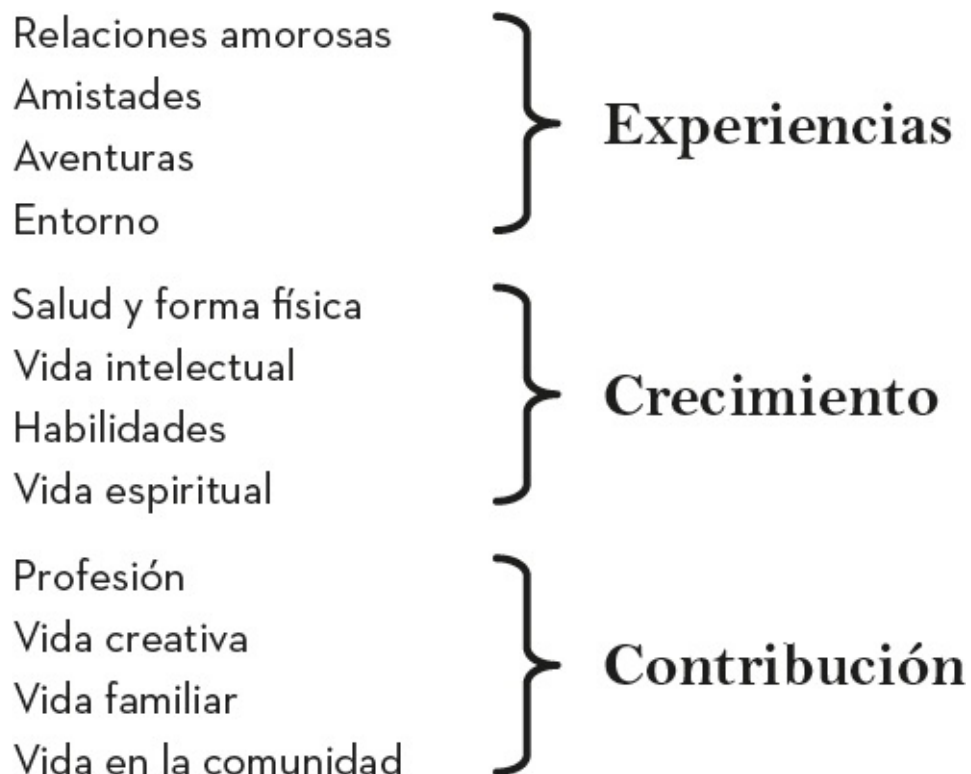 Relaciones amorosas
Amistades
Aventuras
Entorno
Experiencias
Salud y forma física
Vida intelectual
Habilidades
Vida espiritual
Crecimiento
Profesión
Vida creativa
Vida familiar
Vida en la comunidad
Contribución